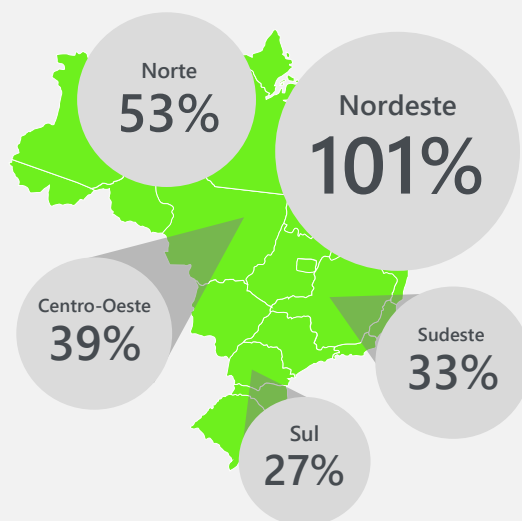 Norte
53%
Nordeste
101%
Centro-Oeste
39%
Sudeste
33%
Sul
27%